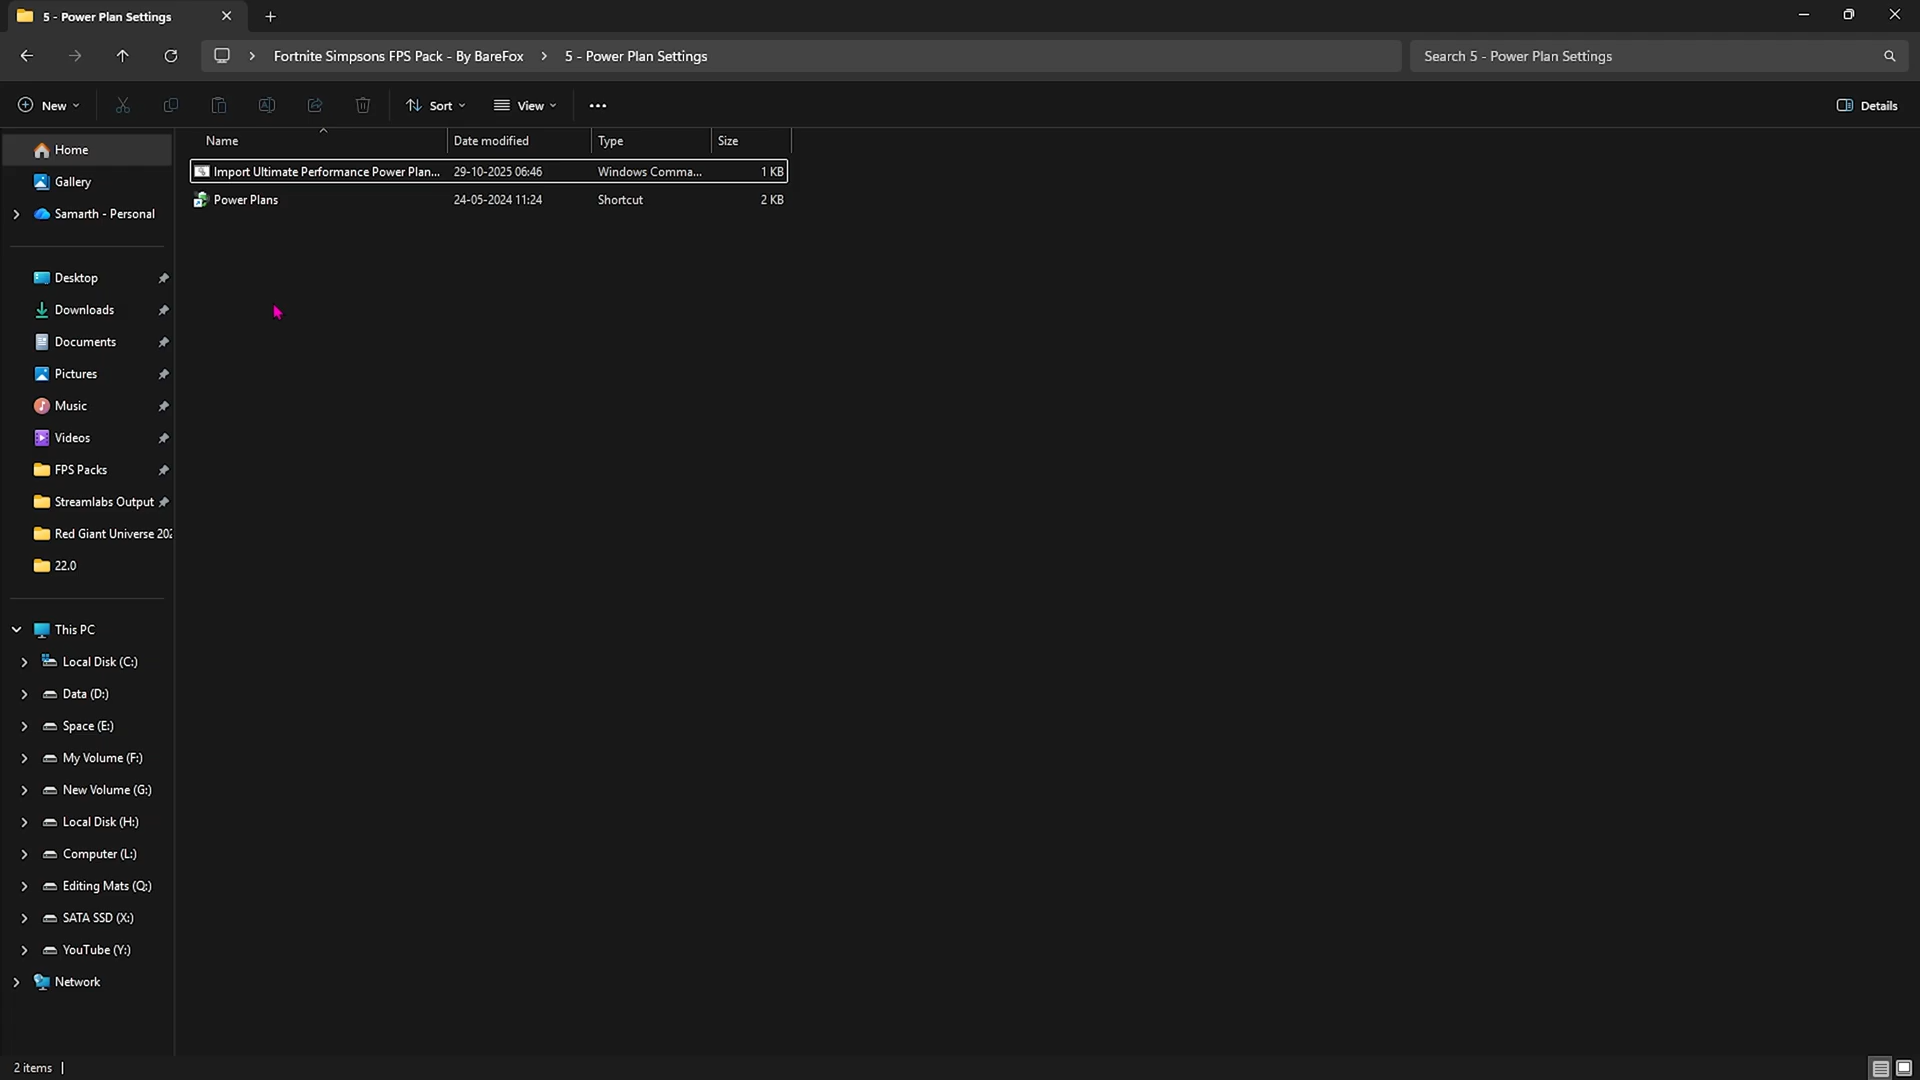 5 - Power Plan Settings
Fortnite Simpsons FPS Pack - By BareFox
5 - Power Plan Settings
Search 5 - Power Plan Settings
New
Sort
View
Details
Name
Date modified
Type
Size
Import Ultimate Performance Power Plan... 29-10-2025 06:46 Windows Comma... 1 KB
Power Plans 24-05-2024 11:24 Shortcut 2 KB
Home
Gallery
Samarth - Personal
Desktop
Downloads
Documents
Pictures
Music
Videos
FPS Packs
Streamlabs Output
Red Giant Universe 202
22.0
This PC
Local Disk (C:)
Data (D:)
Space (E:)
My Volume (F:)
New Volume (G:)
Local Disk (H:)
Computer (L:)
Editing Mats (Q:)
SATA SSD (X:)
YouTube (Y:)
Network
2 items